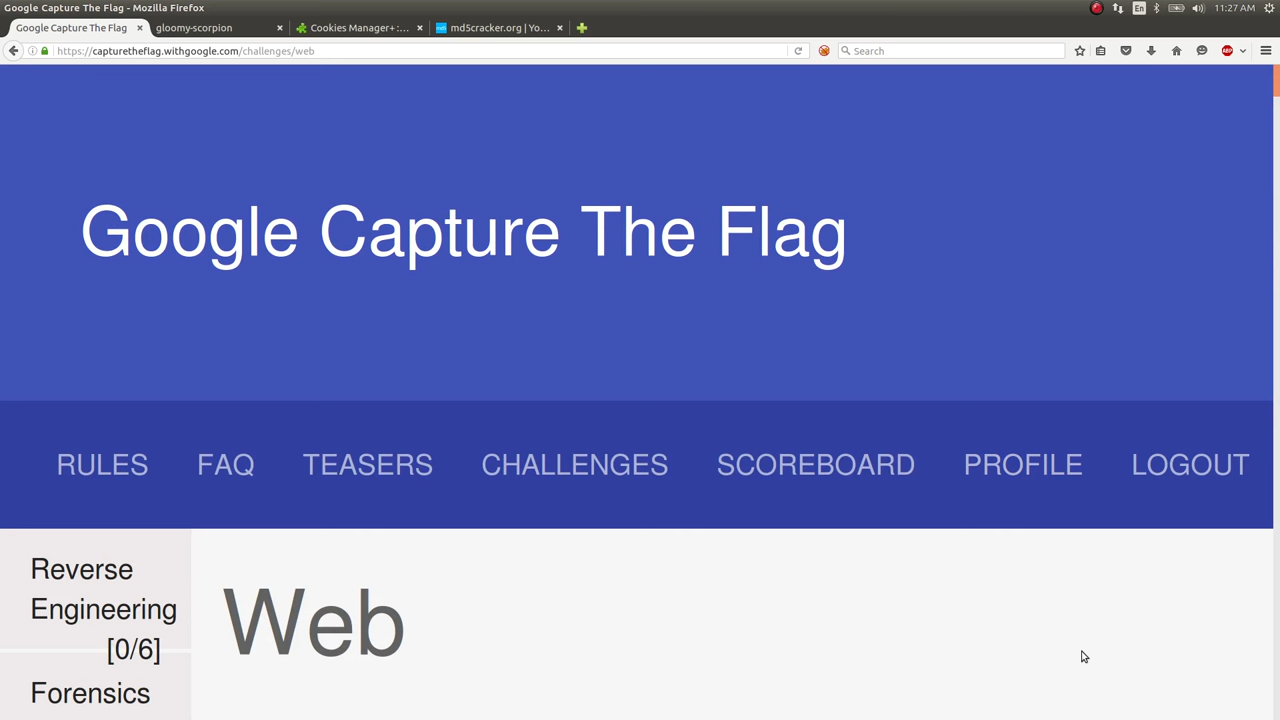 Google Capture The Flag - Mozilla Firefox
En
11:27 AM
Google Capture The Flag
gloomy-scorpion
Cookies Manager+ :...
md5cracker.org | Yo...
https://capturetheflag.withgoogle.com/challenges/web
Search
ABP
Google Capture The Flag
RULES FAQ TEASERS CHALLENGES SCOREBOARD PROFILE LOGOUT
Reverse
Engineering
[0/6]
Forensics
Web